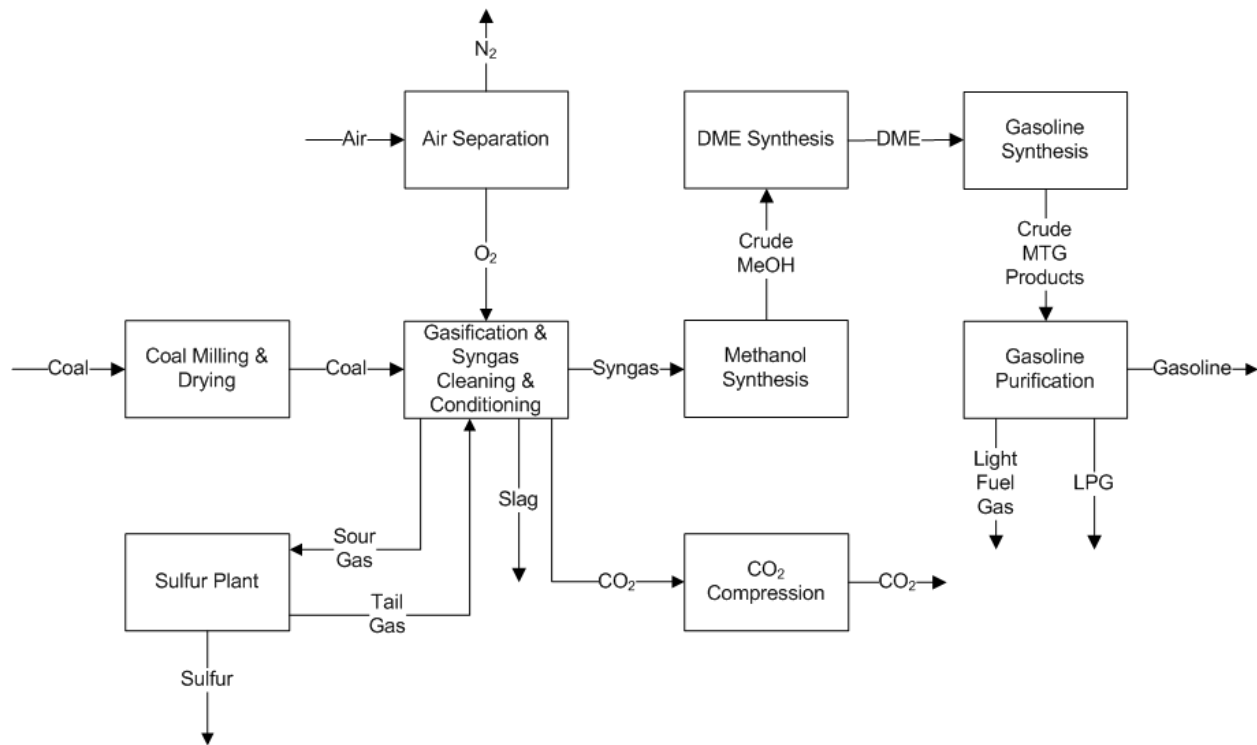 N₂
Air
Air Separation
DME Synthesis
DME
Gasoline
Synthesis
O₂
Crude
MeOH
Crude
MTG
Products
Coal
Coal Milling &
Drying
Coal
Gasification &
Syngas
Cleaning &
Conditioning
Syngas
Methanol
Synthesis
Gasoline
Purification
Gasoline
Light
Fuel
Gas
LPG
Slag
Sour
Gas
Sulfur Plant
Tail
Gas
CO₂
CO₂
Compression
CO₂
Sulfur